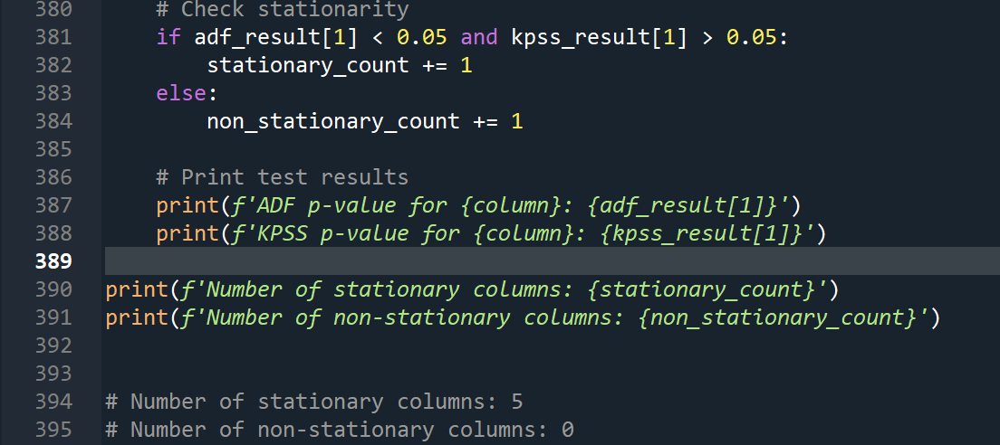 380 # Check stationarity
381 if adf_result[1] < 0.05 and kpss_result[1] > 0.05:
382 stationary_count += 1
383 else:
384 non_stationary_count += 1
385
386 # Print test results
387 print(f'ADF p-value for {column}: {adf_result[1]}')
388 print(f'KPSS p-value for {column}: {kpss_result[1]}')
389
390 print(f'Number of stationary columns: {stationary_count}')
391 print(f'Number of non-stationary columns: {non_stationary_count}')
392
393
394 # Number of stationary columns: 5
395 # Number of non-stationary columns: 0